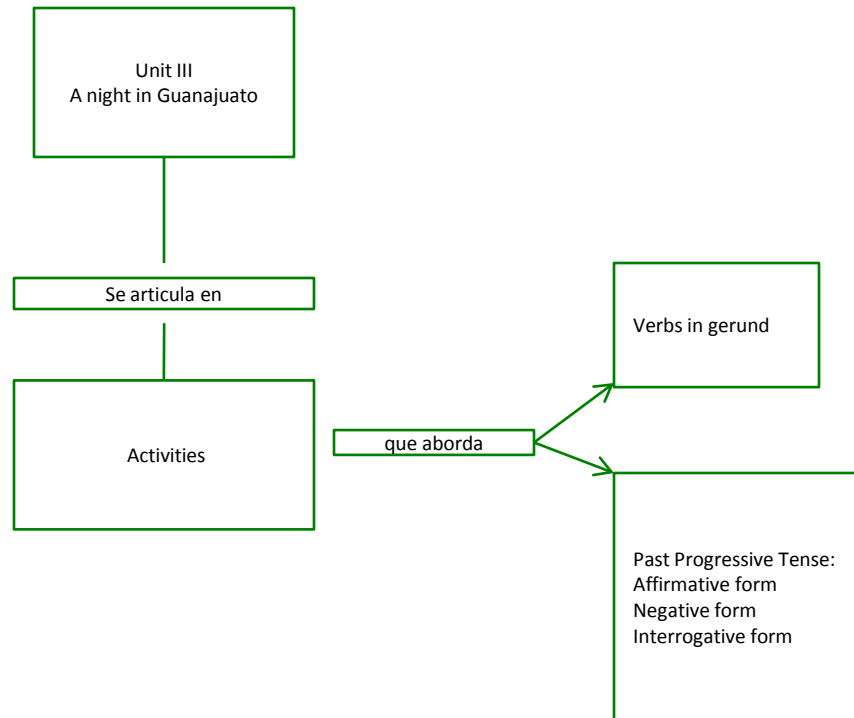 Unit III
A night in Guanajuato
Se articula en
Activities
que aborda
Verbs in gerund
Past Progressive Tense:
Affirmative form
Negative form
Interrogative form